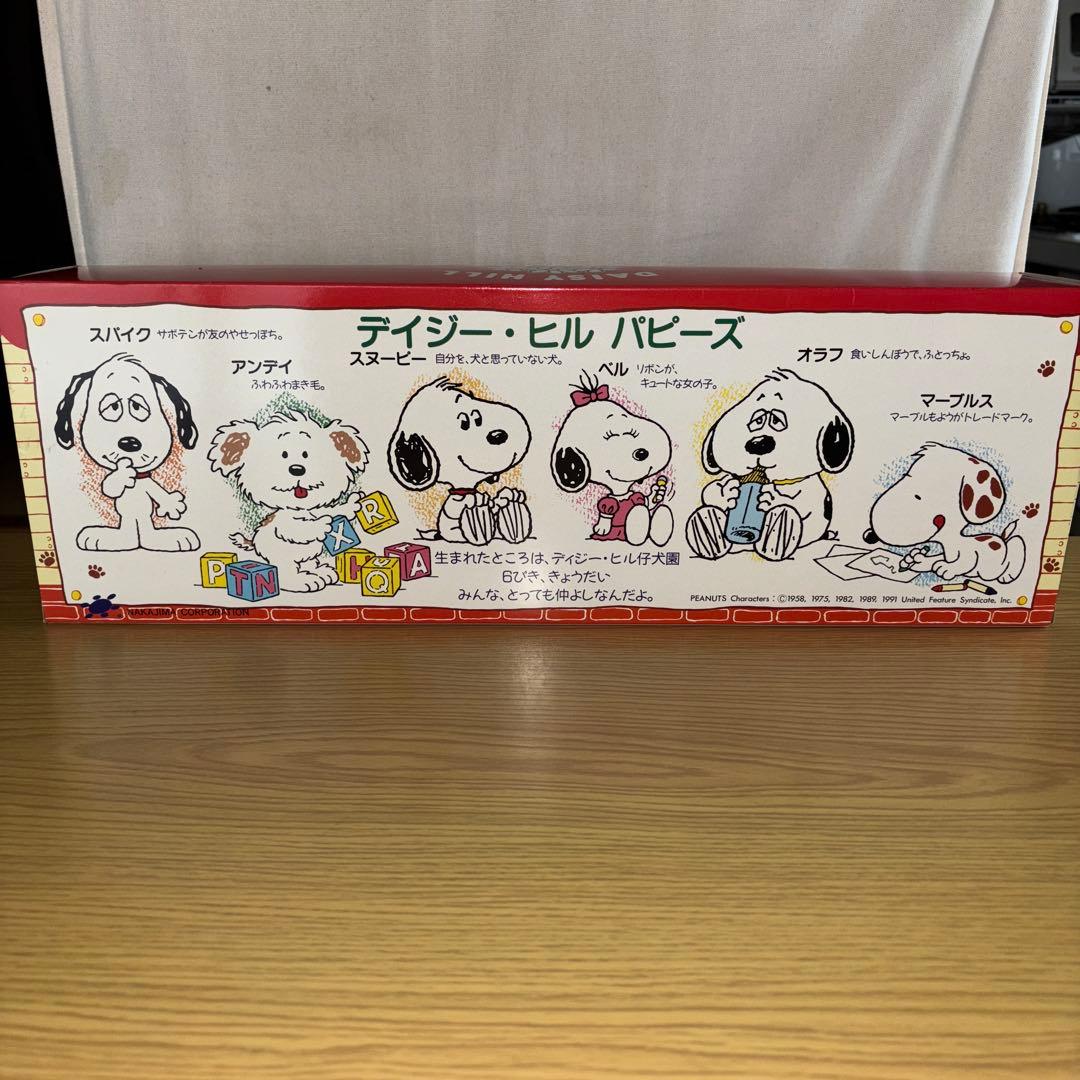 DAISY HILL
デイジー・ヒル パピーズ
スパイク サボテンが友のやせっぽち。
アンディ
ふわふわまき毛。
スヌーピー 自分を、犬と思っていない犬。
ベル リボンが、
キュートな女の子。
オラフ 食いしんぼうで、ふとっちょ。
マーブルス
マーブルもようがトレードマーク。
R
X
P
T N
Q
A
生まれたところは、デイジー・ヒル仔犬園
6ぴき、きょうだい
みんな、とっても仲よしなんだよ。
NAKAJIMA CORPORATION
PEANUTS Characters : ©1958, 1975, 1982, 1989, 1991 United Feature Syndicate, Inc.